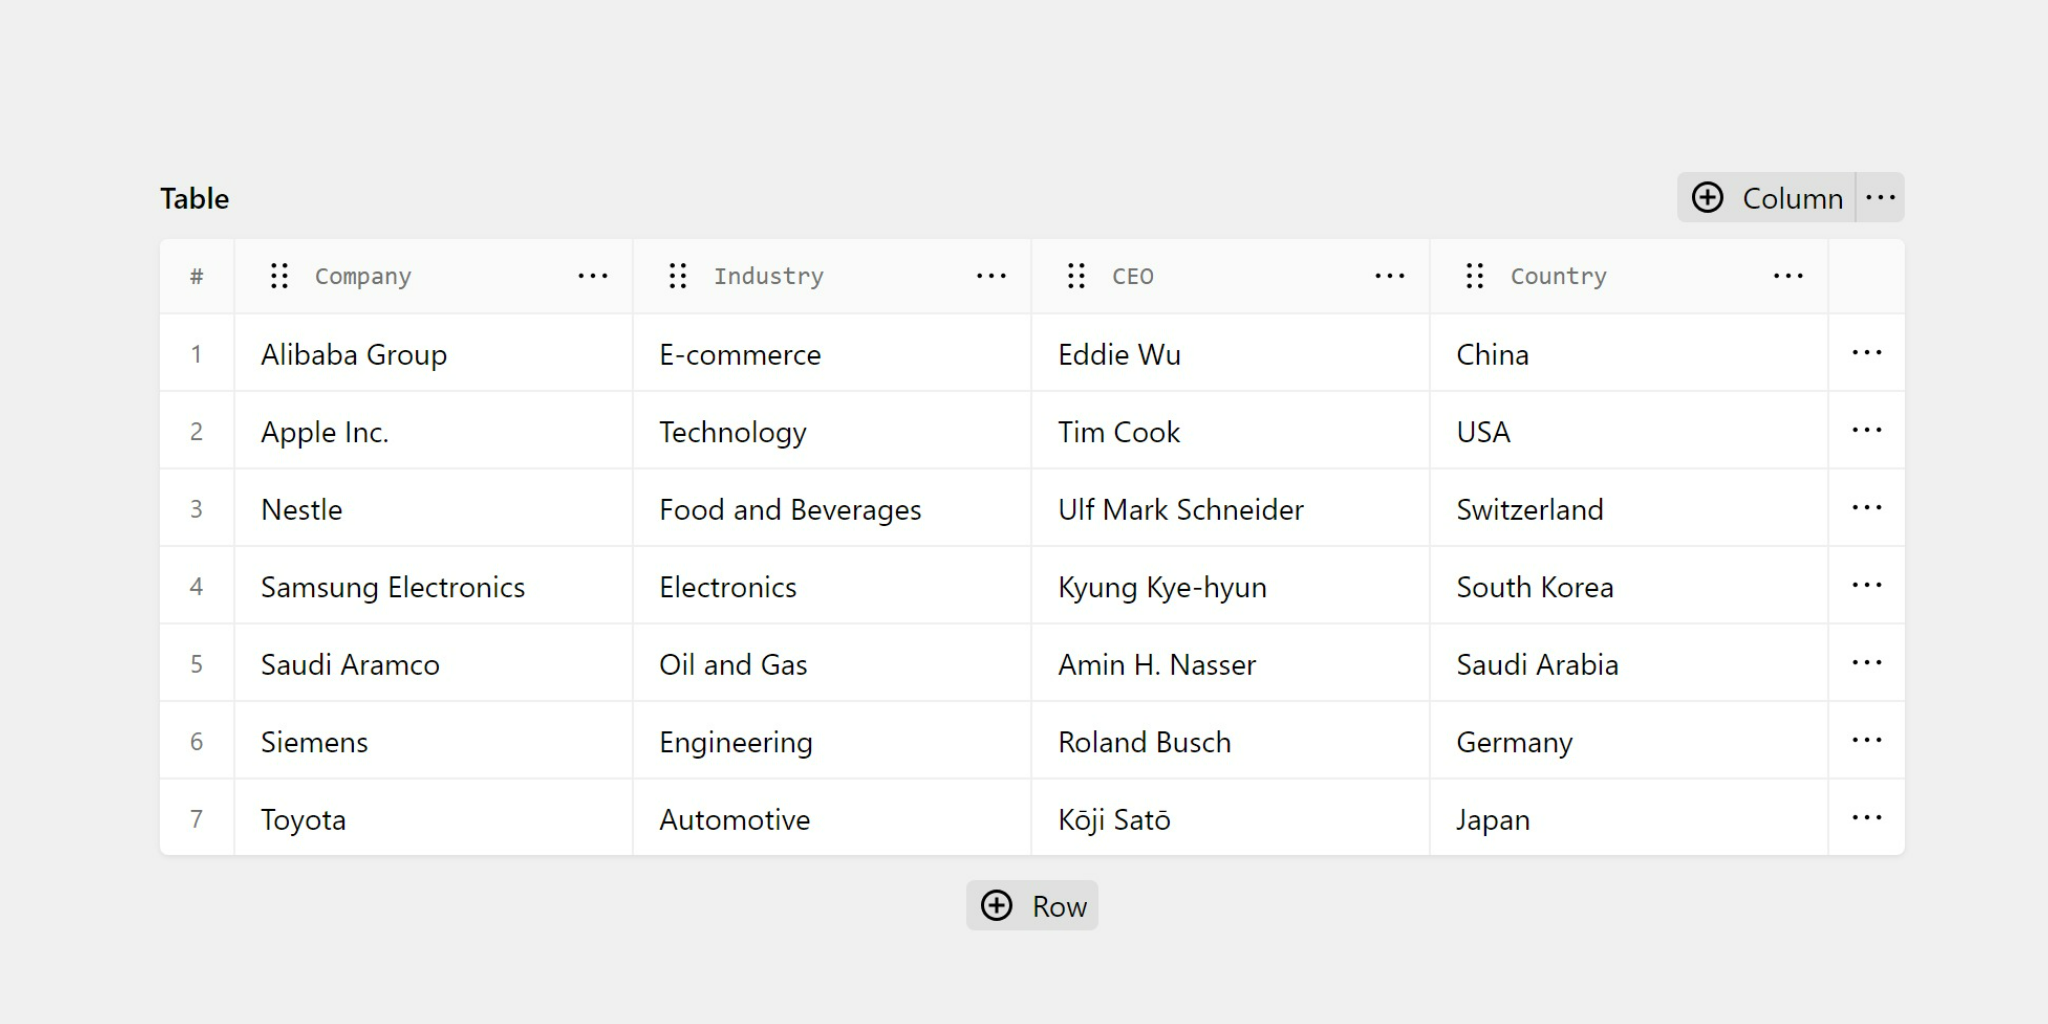 Table
Column
# Company Industry CEO Country
1 Alibaba Group E-commerce Eddie Wu China
2 Apple Inc. Technology Tim Cook USA
3 Nestle Food and Beverages Ulf Mark Schneider Switzerland
4 Samsung Electronics Electronics Kyung Kye-hyun South Korea
5 Saudi Aramco Oil and Gas Amin H. Nasser Saudi Arabia
6 Siemens Engineering Roland Busch Germany
7 Toyota Automotive Kōji Satō Japan
Row